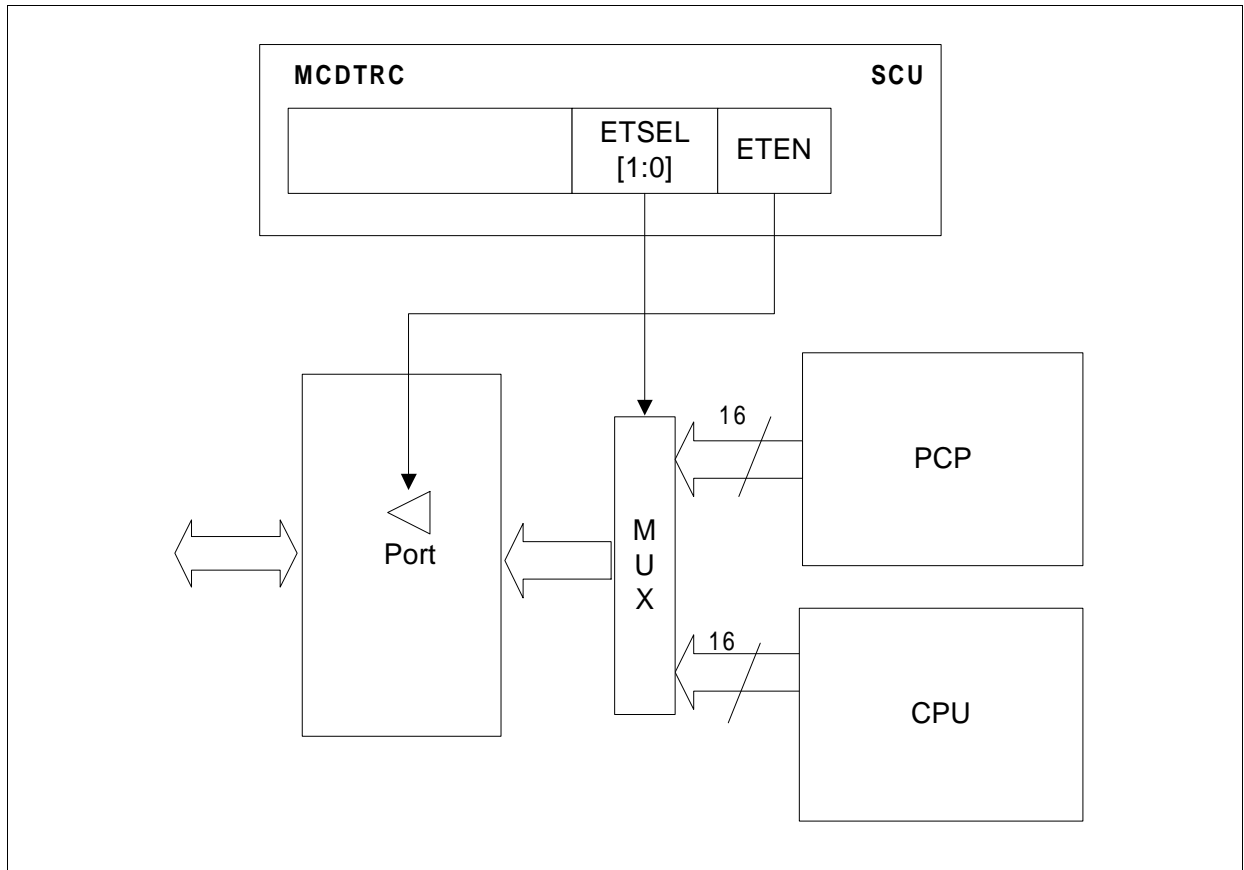 MCDTRC
SCU
ETSEL
[1:0]
ETEN
16
PCP
M
U
X
Port
16
CPU